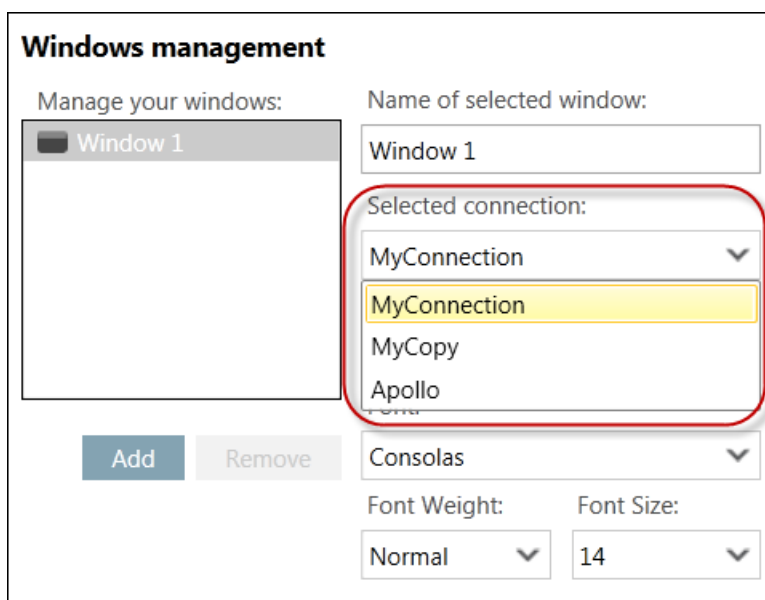 Windows management
Manage your windows:
Window 1
Name of selected window:
Window 1
Selected connection:
MyConnection
MyConnection
MyCopy
Apollo
Add
Remove
Consolas
Font Weight:
Font Size:
Normal
14